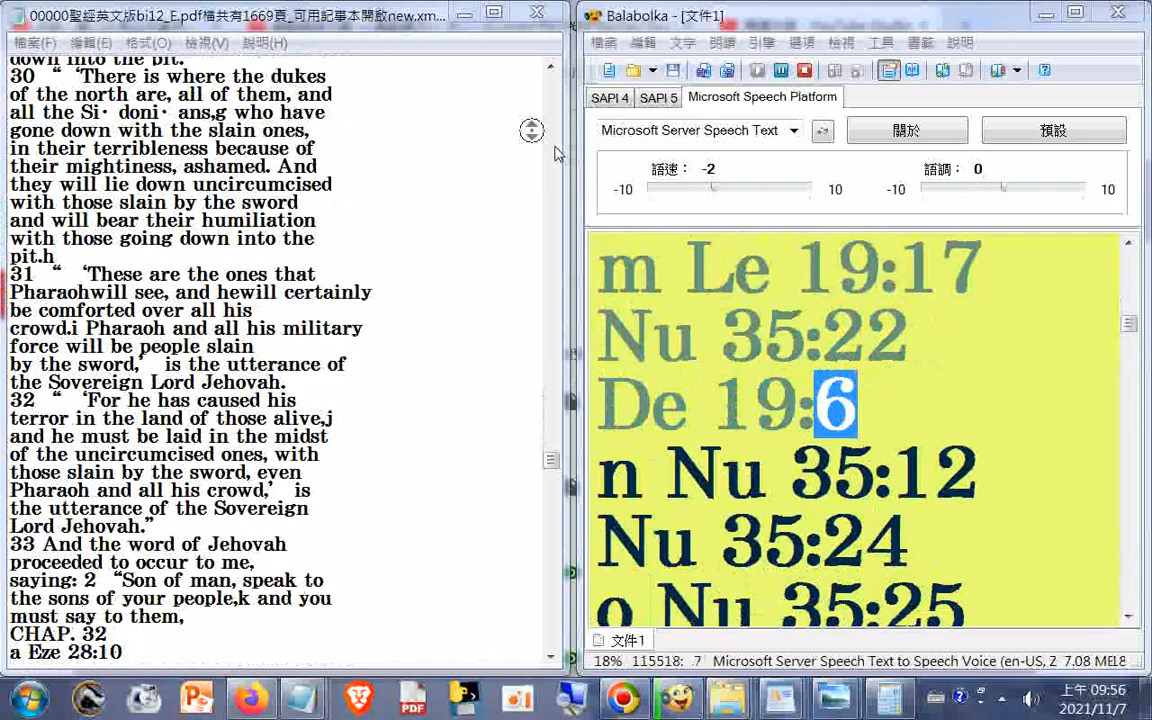 00000聖經英文版bi12_E.pdf檔共有1669頁_可用記事本開啟new.xm...
檔案(F) 編輯(E) 格式(O) 檢視(V) 說明(H)
down into the pit.
30 “ ‘There is where the dukes
of the north are, all of them, and
all the Si· doni· ans,g who have
gone down with the slain ones,
in their terribleness because of
their mightiness, ashamed. And
they will lie down uncircumcised
with those slain by the sword
and will bear their humiliation
with those going down into the
pit.h
31 “ ‘These are the ones that
Pharaohwill see, and hewill certainly
be comforted over all his
crowd.i Pharaoh and all his military
force will be people slain
by the sword,’ is the utterance of
the Sovereign Lord Jehovah.
32 “ ‘For he has caused his
terror in the land of those alive,j
and he must be laid in the midst
of the uncircumcised ones, with
those slain by the sword, even
Pharaoh and all his crowd,’ is
the utterance of the Sovereign
Lord Jehovah.”
33 And the word of Jehovah
proceeded to occur to me,
saying: 2 “Son of man, speak to
the sons of your people,k and you
must say to them,
CHAP. 32
a Eze 28:10
Balabolka - [文件1]
檔案 編輯 文字 朗讀 引擎 選項 檢視 工具 書籤 說明
SAPI 4 SAPI 5 Microsoft Speech Platform
Microsoft Server Speech Text 關於 預設
語速： -2 語調： 0
-10 10 -10 10
m Le 19:17
Nu 35:22
De 19:6
n Nu 35:12
Nu 35:24
o Nu 35:25
文件1
18% 115518: 7 Microsoft Server Speech Text to Speech Voice (en-US, Z 7.08 ME
PDF
上午 09:56
2021/11/7